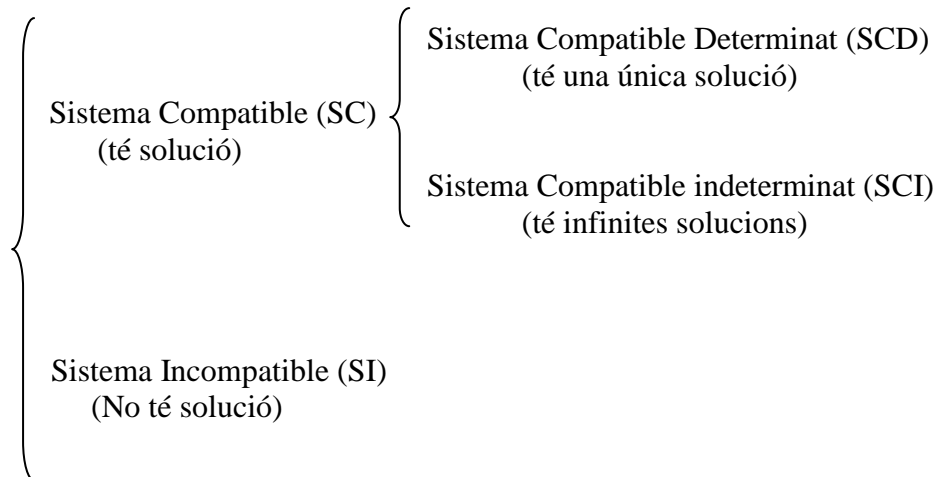 Sistema Compatible Determinat (SCD)
(té una única solució)
Sistema Compatible (SC)
(té solució)
Sistema Compatible indeterminat (SCI)
(té infinites solucions)
Sistema Incompatible (SI)
(No té solució)